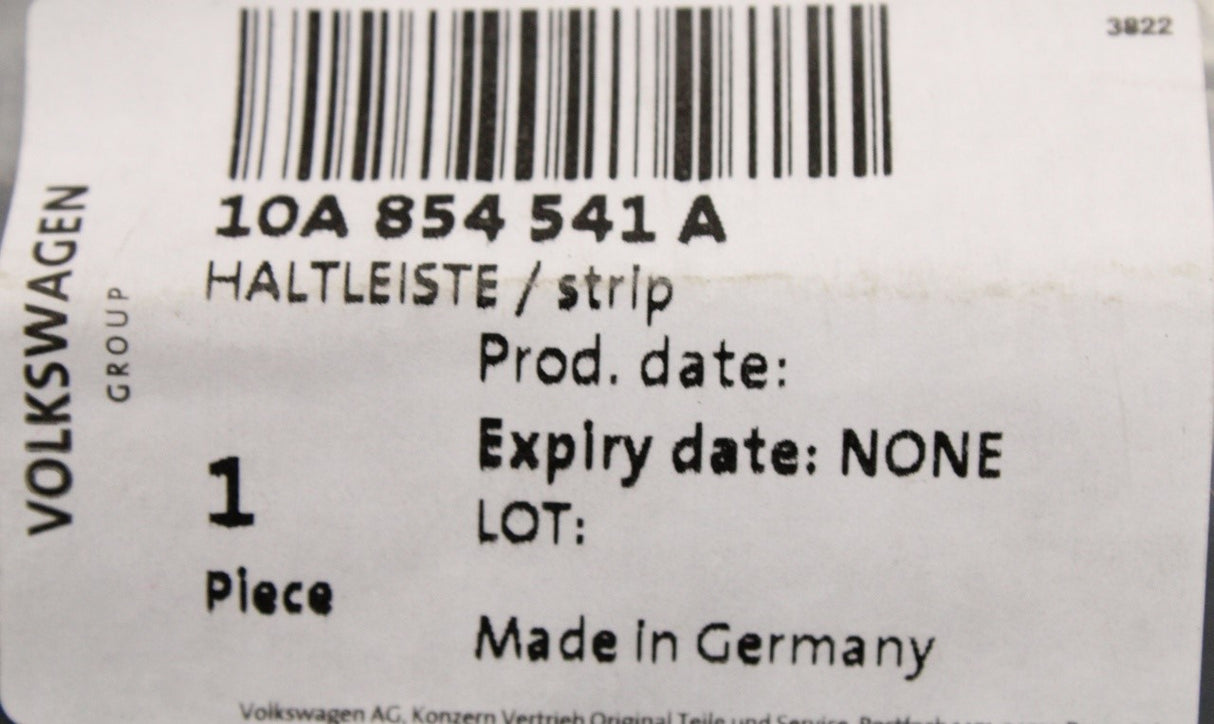 3822
VOLKSWAGEN
GROUP
10A 854 541 A
HALTLEISTE / strip
Prod. date:
Expiry date: NONE
LOT:
1
Piece
Made in Germany
Volkswagen AG, Konzern Vertrieb Original Teile und Service,